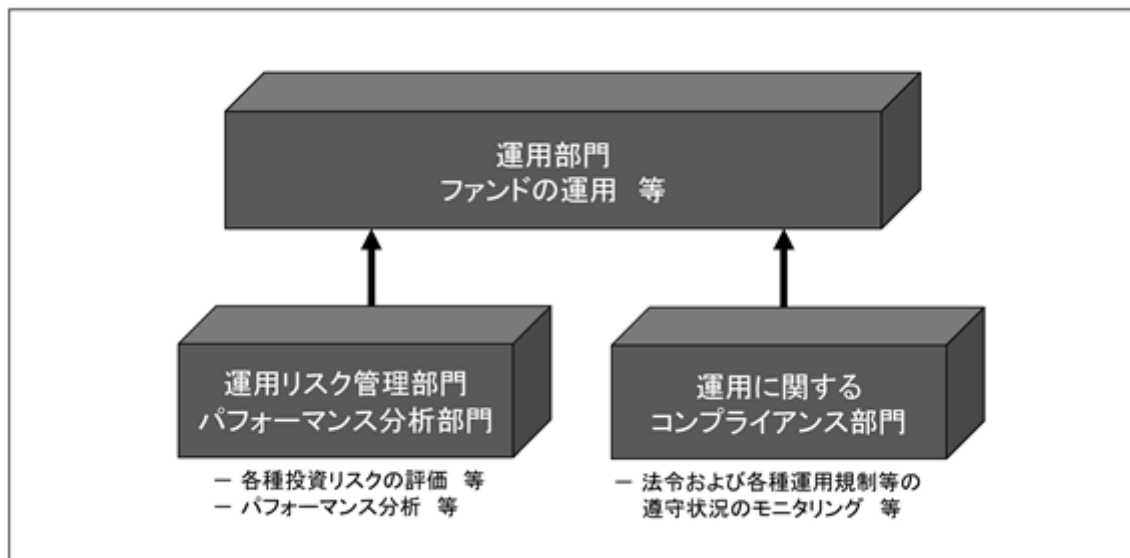 運用部門
ファンドの運用 等
運用リスク管理部門
パフォーマンス分析部門
－ 各種投資リスクの評価 等
－ パフォーマンス分析 等
運用に関する
コンプライアンス部門
－ 法令および各種運用規制等の
遵守状況のモニタリング 等